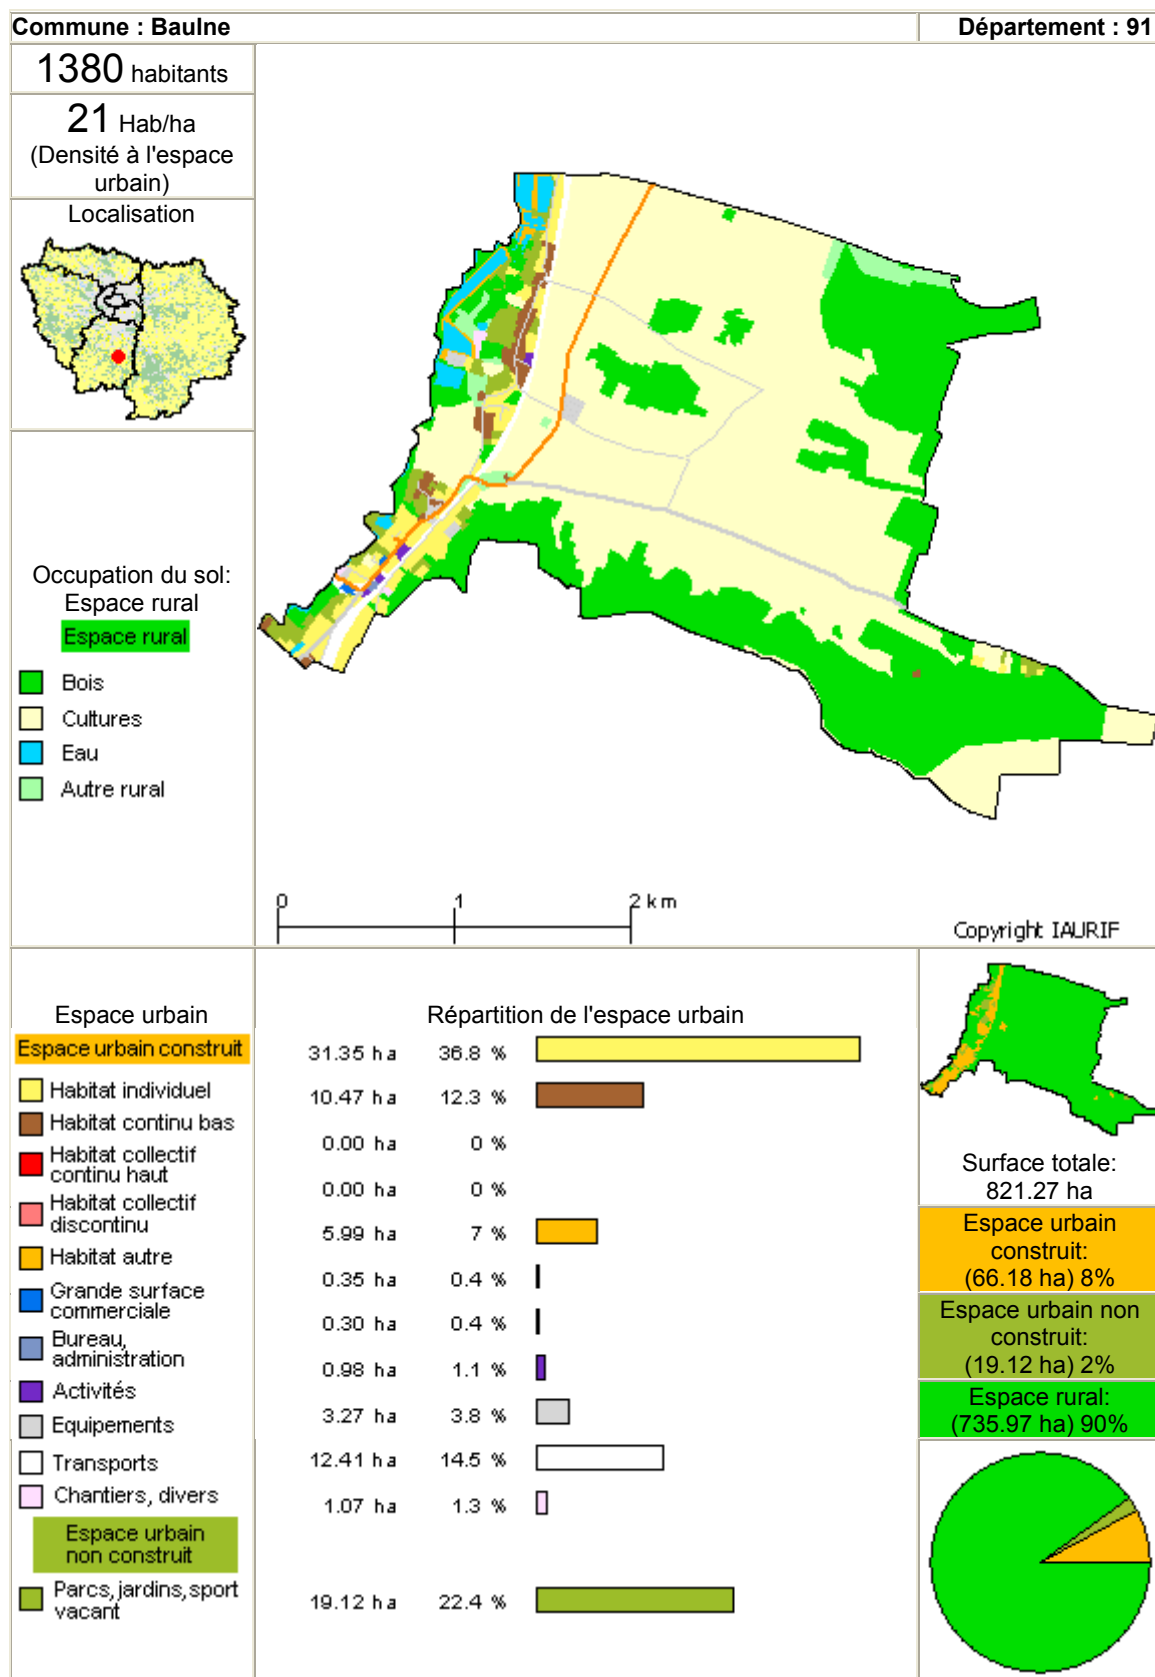 Commune : Baulne
Département : 91
1380 habitants
21 Hab/ha
(Densité à l'espace
urbain)
Localisation
Occupation du sol:
Espace rural
Espace rural
Bois
Cultures
Eau
Autre rural
0 1 2 km
Copyright IAURIF
Espace urbain
Espace urbain construit
Habitat individuel
Habitat continu bas
Habitat collectif
continu haut
Habitat collectif
discontinu
Habitat autre
Grande surface
commerciale
Bureau,
administration
Activités
Equipements
Transports
Chantiers, divers
Espace urbain
non construit
Parcs, jardins, sport
vacant
Répartition de l'espace urbain
31.35 ha 36.8 %
10.47 ha 12.3 %
0.00 ha 0 %
0.00 ha 0 %
5.99 ha 7 %
0.35 ha 0.4 %
0.30 ha 0.4 %
0.98 ha 1.1 %
3.27 ha 3.8 %
12.41 ha 14.5 %
1.07 ha 1.3 %
19.12 ha 22.4 %
Surface totale:
821.27 ha
Espace urbain
construit:
(66.18 ha) 8%
Espace urbain non
construit:
(19.12 ha) 2%
Espace rural:
(735.97 ha) 90%